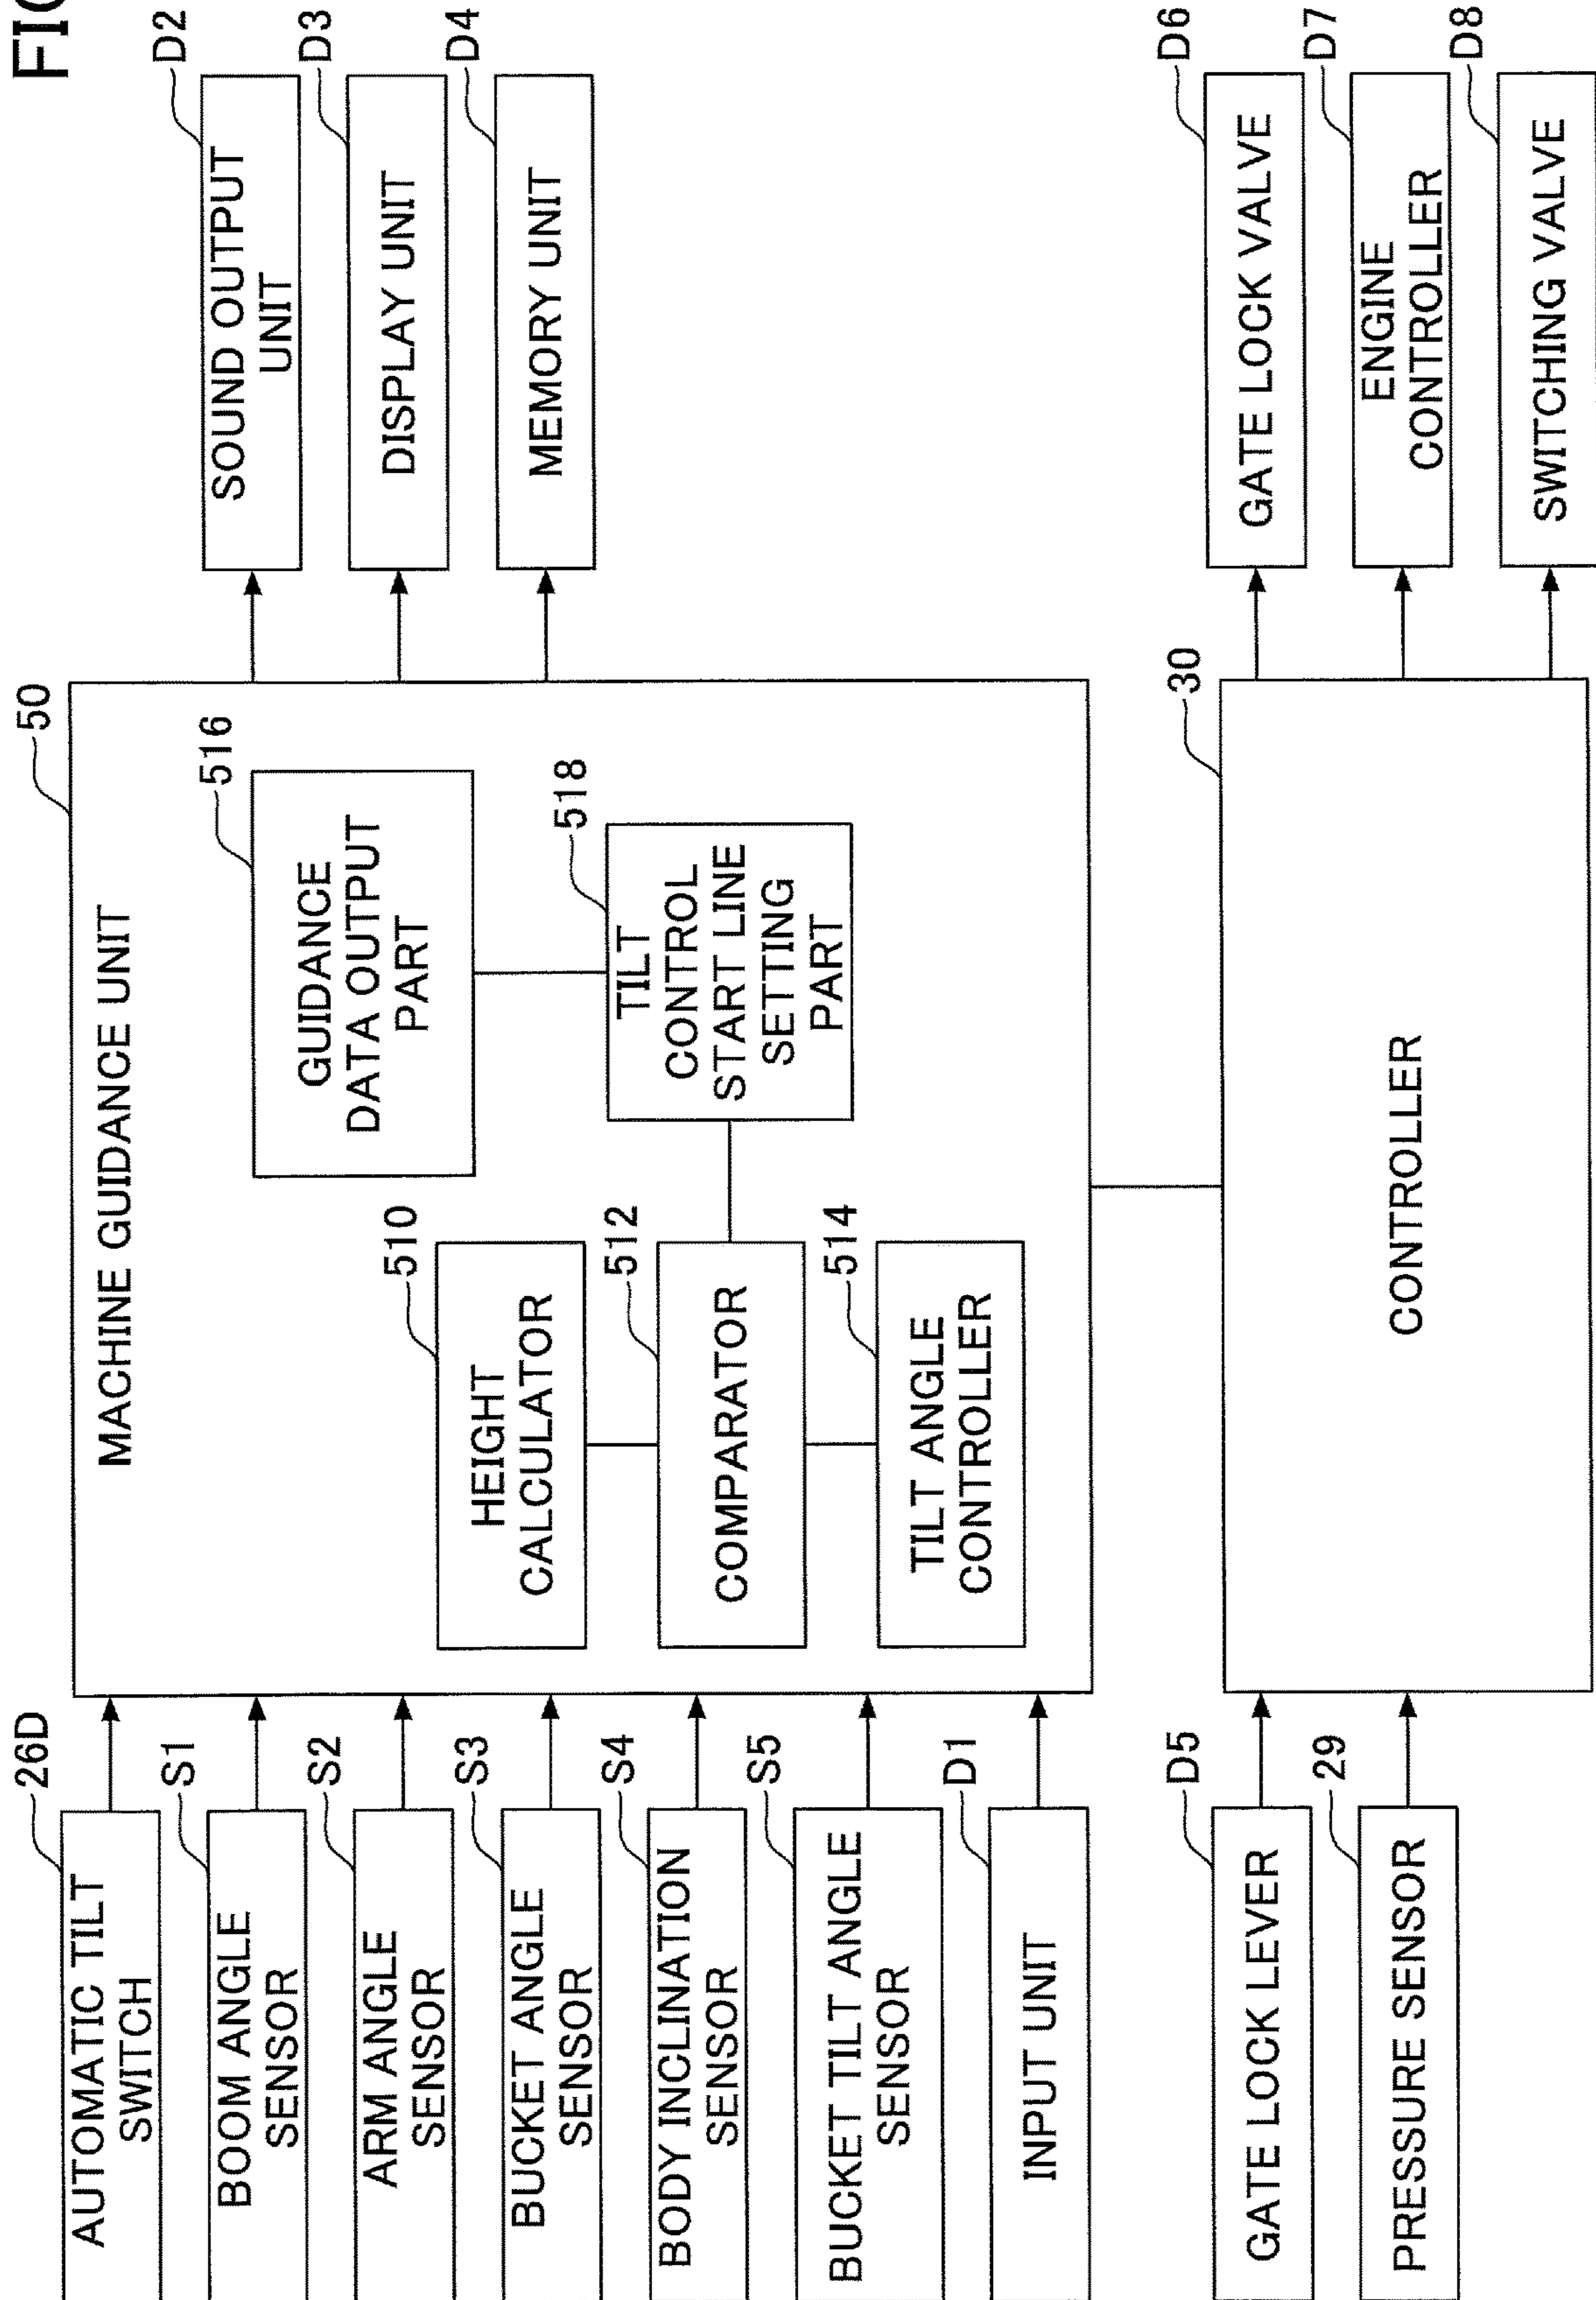 FIG
26D
AUTOMATIC TILT
SWITCH
S1
BOOM ANGLE
SENSOR
S2
ARM ANGLE
SENSOR
S3
BUCKET ANGLE
SENSOR
S4
BODY INCLINATION
SENSOR
S5
BUCKET TILT ANGLE
SENSOR
D1
INPUT UNIT
50
MACHINE GUIDANCE UNIT
510
HEIGHT
CALCULATOR
512
COMPARATOR
514
TILT ANGLE
CONTROLLER
516
GUIDANCE
DATA OUTPUT
PART
518
TILT
CONTROL
START LINE
SETTING
PART
D2
SOUND OUTPUT
UNIT
D3
DISPLAY UNIT
D4
MEMORY UNIT
D5
GATE LOCK LEVER
29
PRESSURE SENSOR
30
CONTROLLER
D6
GATE LOCK VALVE
D7
ENGINE
CONTROLLER
D8
SWITCHING VALVE